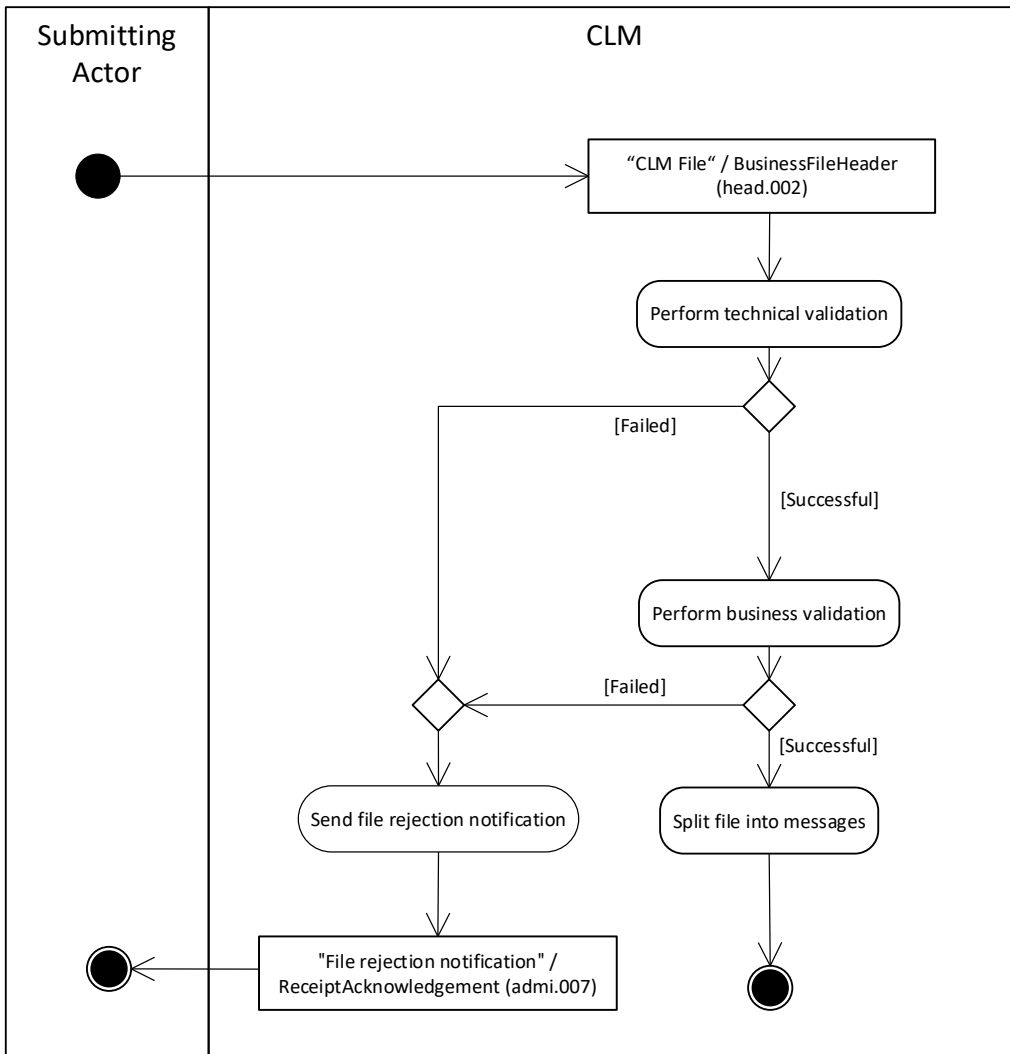 Submitting
Actor
CLM
“CLM File“ / BusinessFileHeader
(head.002)
Perform technical validation
[Failed]
[Successful]
Perform business validation
[Failed]
[Successful]
Send file rejection notification
Split file into messages
"File rejection notification" /
ReceiptAcknowledgement (admi.007)